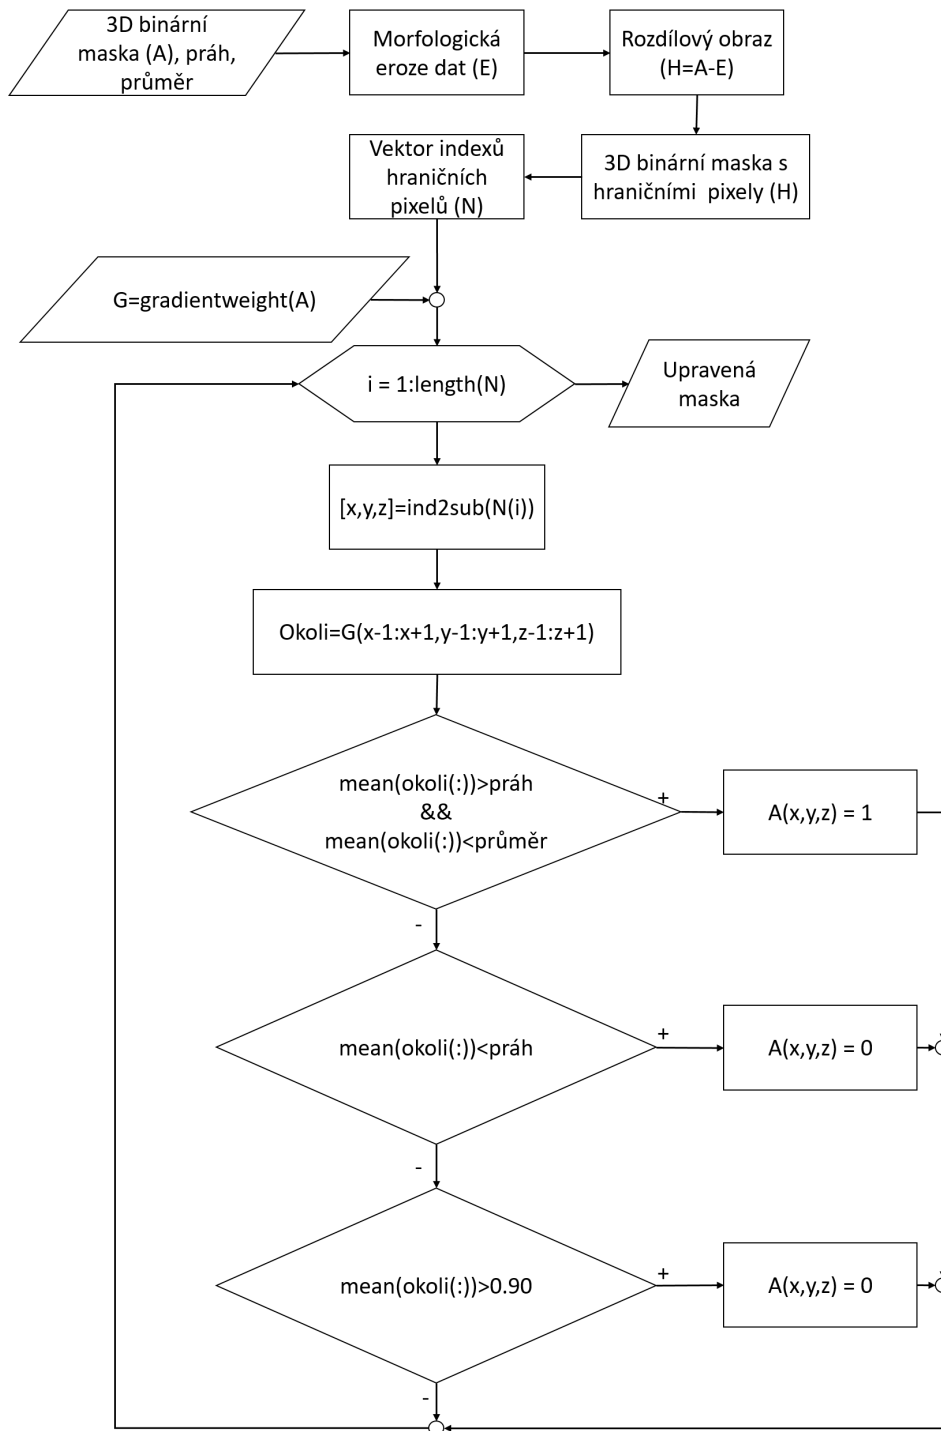 3D binární
maska (A), práh,
průměr
Morfologická
eroze dat (E)
Rozdílový obraz
(H=A-E)
Vektor indexů
hraničních
pixelů (N)
3D binární maska s
hraničními pixely (H)
G=gradientweight(A)
i = 1:length(N)
Upravená
maska
[x,y,z]=ind2sub(N(i))
Okoli=G(x-1:x+1,y-1:y+1,z-1:z+1)
mean(okoli(:))>práh
&&
mean(okoli(:))<průměr
+
A(x,y,z) = 1
-
mean(okoli(:))<práh
+
A(x,y,z) = 0
-
mean(okoli(:))>0.90
+
A(x,y,z) = 0
-